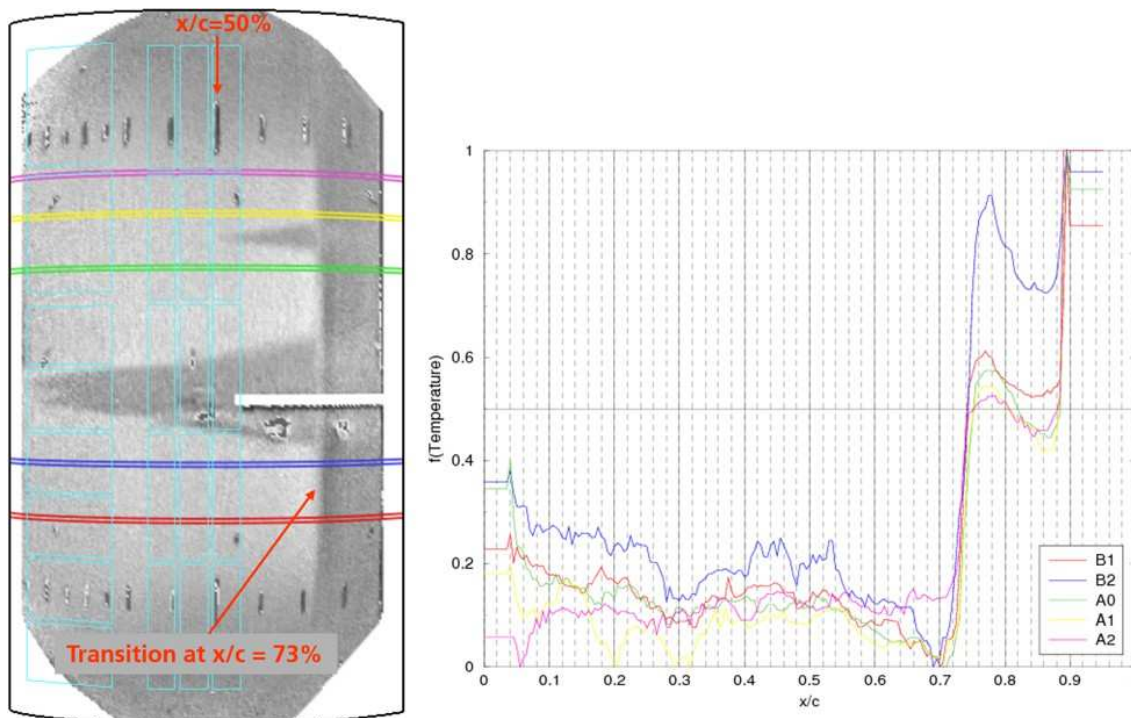 x/c=50%
Transition at x/c = 73%
f(Temperature)
1
0.8
0.6
0.4
0.2
0
0
0.1
0.2
0.3
0.4
0.5
0.6
0.7
0.8
0.9
1
x/c
B1
B2
A0
A1
A2